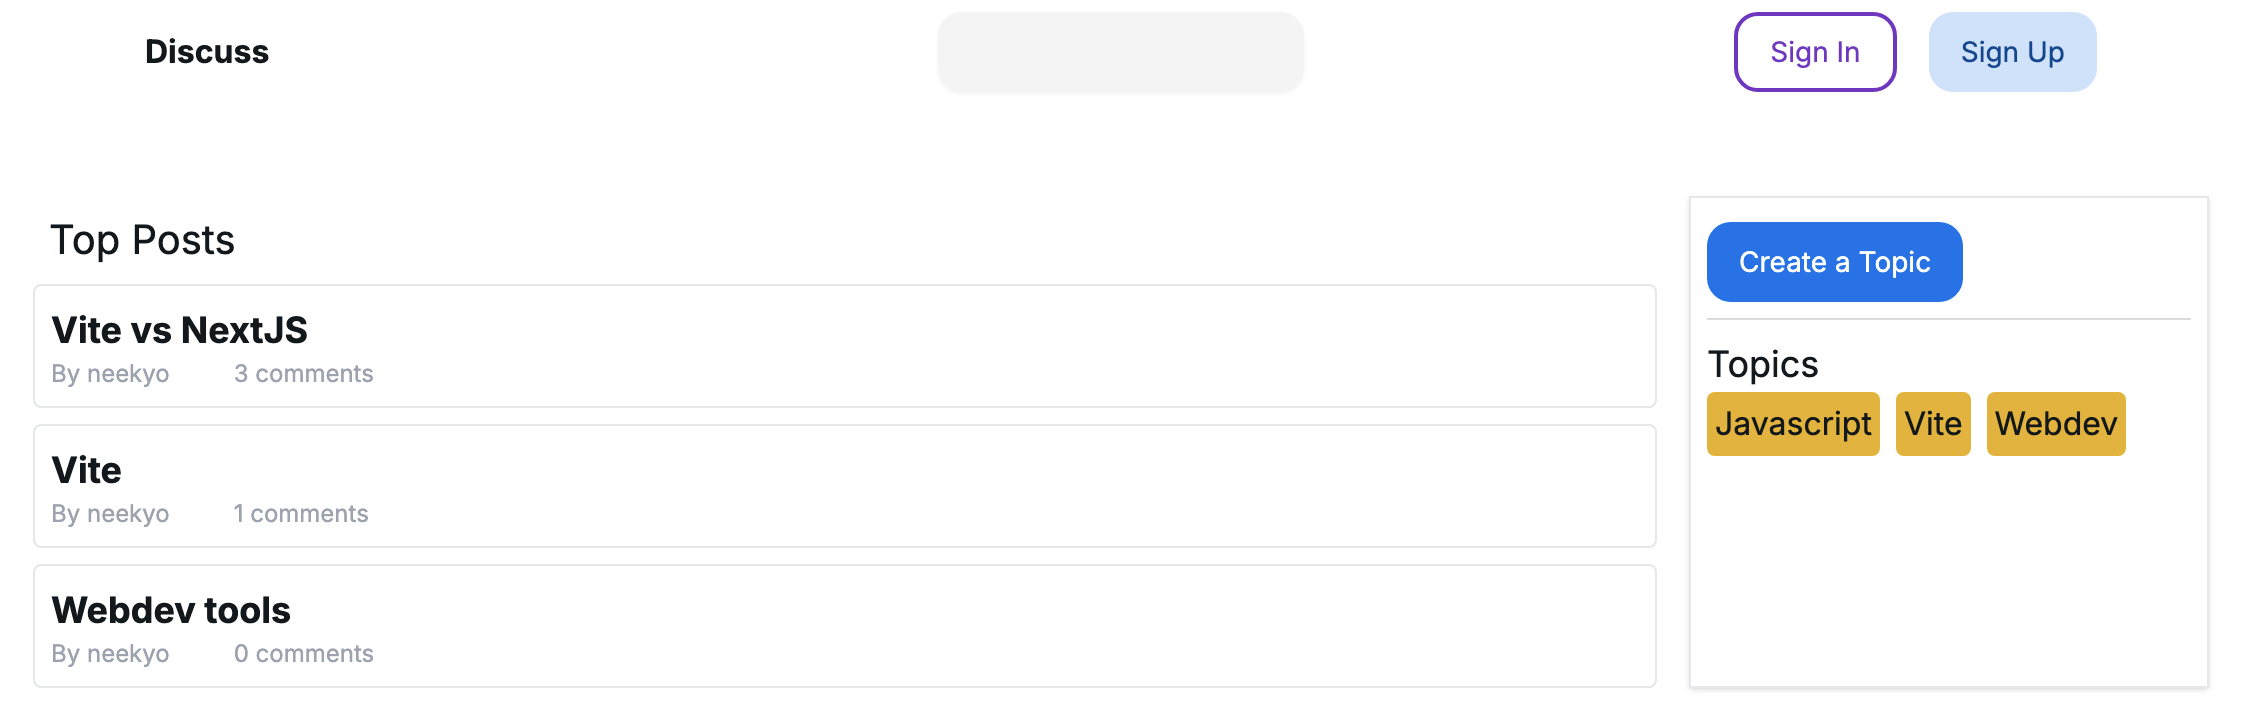 Discuss
Sign In
Sign Up
Top Posts
Vite vs NextJS
By neekyo 3 comments
Vite
By neekyo 1 comments
Webdev tools
By neekyo 0 comments
Create a Topic
Topics
Javascript Vite Webdev